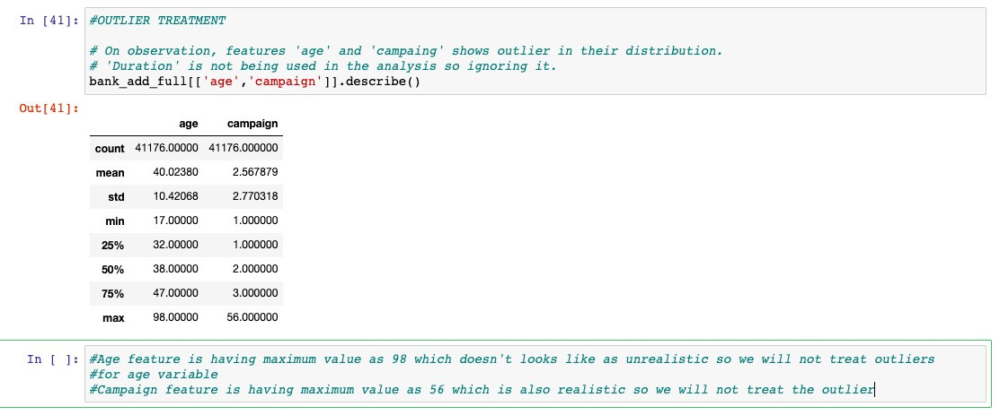 In [41]: #OUTLIER TREATMENT
# On observation, features 'age' and 'campaing' shows outlier in their distribution.
# 'Duration' is not being used in the analysis so ignoring it.
bank_add_full[['age','campaign']].describe()
Out[41]:
age campaign
count 41176.00000 41176.000000
mean 40.02380 2.567879
std 10.42068 2.770318
min 17.00000 1.000000
25% 32.00000 1.000000
50% 38.00000 2.000000
75% 47.00000 3.000000
max 98.00000 56.000000
In [ ]: #Age feature is having maximum value as 98 which doesn't looks like as unrealistic so we will not treat outliers
#for age variable
#Campaign feature is having maximum value as 56 which is also realistic so we will not treat the outlier